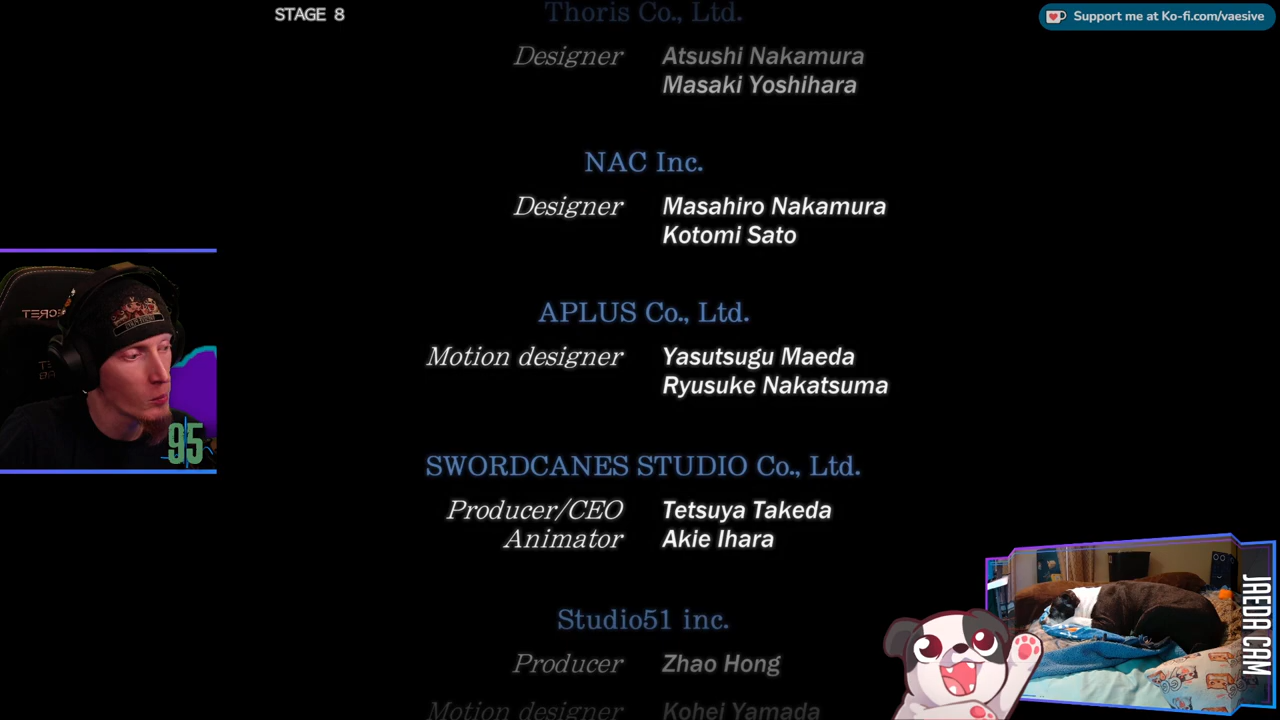 STAGE 8
Support me at Ko-fi.com/vaesive
Thoris Co., Ltd.
Designer Atsushi Nakamura
Masaki Yoshihara
NAC Inc.
Designer Masahiro Nakamura
Kotomi Sato
APLUS Co., Ltd.
Motion designer Yasutsugu Maeda
Ryusuke Nakatsuma
SWORDCANES STUDIO Co., Ltd.
Producer/CEO Tetsuya Takeda
Animator Akie Ihara
Studio51 inc.
Producer Zhao Hong
Motion designer Kohei Yamada
95
JAEDA CAM